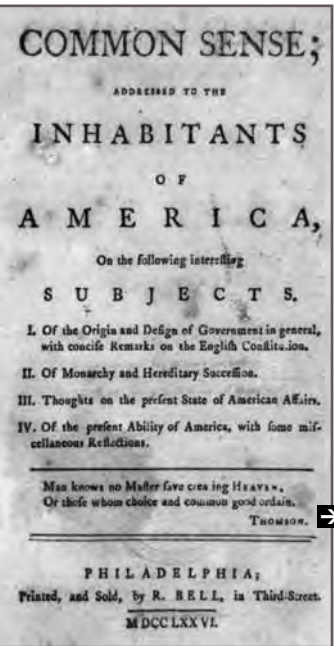 COMMON SENSE;
ADDRESSED TO THE
INHABITANTS
OF
AMERICA,
On the following interesting
SUBJECTS.
I. Of the Origin and Design of Government in general,
with concise Remarks on the English Constitu.ion.
II. Of Monarchy and Hereditary Succession.
III. Thoughts on the present State of American Affairs.
IV. Of the present Ability of America, with some mis-
cellaneous Reflections.
Man knows no Master save crea ing HEAVEN,
Or those whom choice and common good ordain.
THOMSON.
PHILADELPHIA;
Printed, and Sold, by R. BELL, in Third-Street.
MDCCLXXVI.